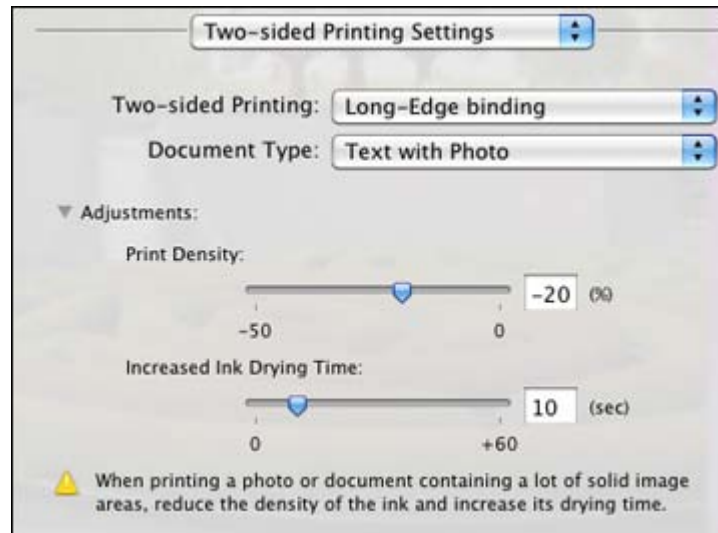 Two-sided Printing Settings
Two-sided Printing: Long-Edge binding
Document Type: Text with Photo
Adjustments:
Print Density:
-20 (%)
-50 0
Increased Ink Drying Time:
10 (sec)
0 +60
When printing a photo or document containing a lot of solid image
areas, reduce the density of the ink and increase its drying time.